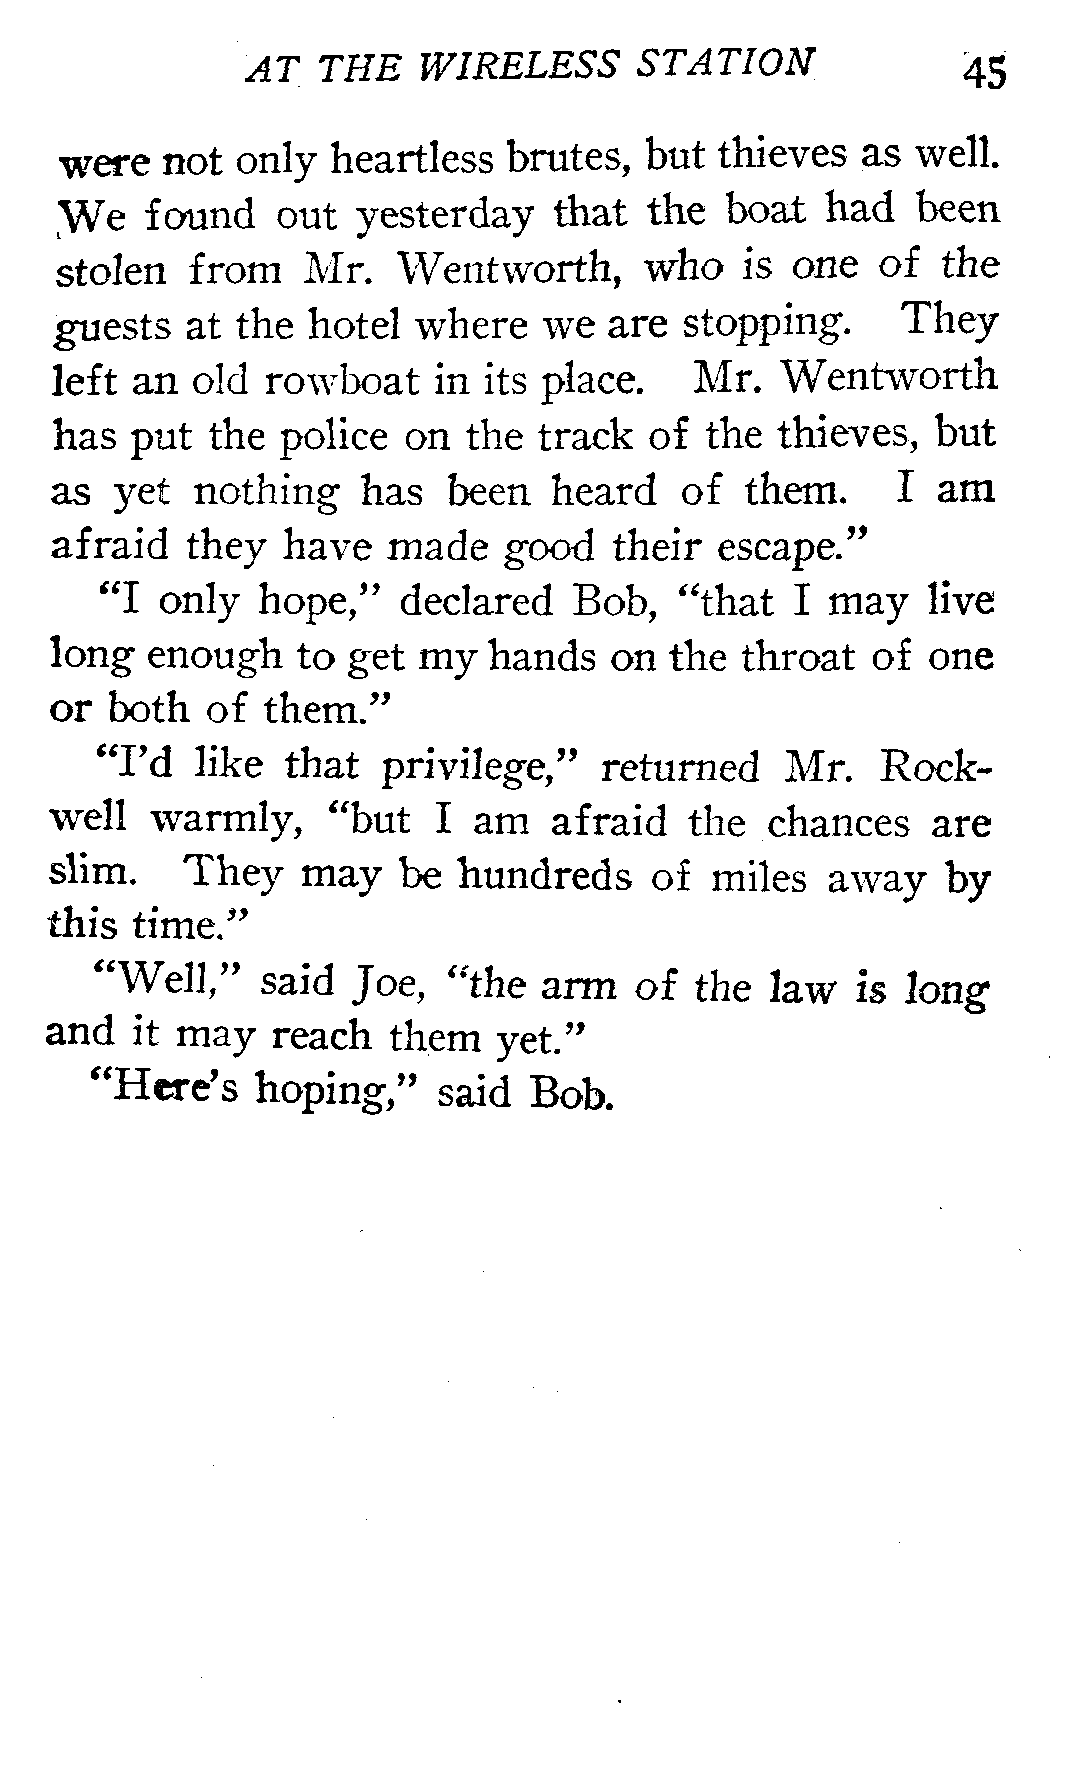 AT THE WIRELESS STATION 45
were not only heartless brutes, but thieves as well.
We found out yesterday that the boat had been
stolen from Mr. Wentworth, who is one of the
guests at the hotel where we are stopping. They
left an old rowboat in its place. Mr. Wentworth
has put the police on the track of the thieves, but
as yet nothing has been heard of them. I am
afraid they have made good their escape.”
“I only hope,” declared Bob, “that I may live
long enough to get my hands on the throat of one
or both of them.”
“I’d like that privilege,” returned Mr. Rock-
well warmly, “but I am afraid the chances are
slim. They may be hundreds of miles away by
this time.”
“Well,” said Joe, “the arm of the law is long
and it may reach them yet.”
“Here’s hoping,” said Bob.